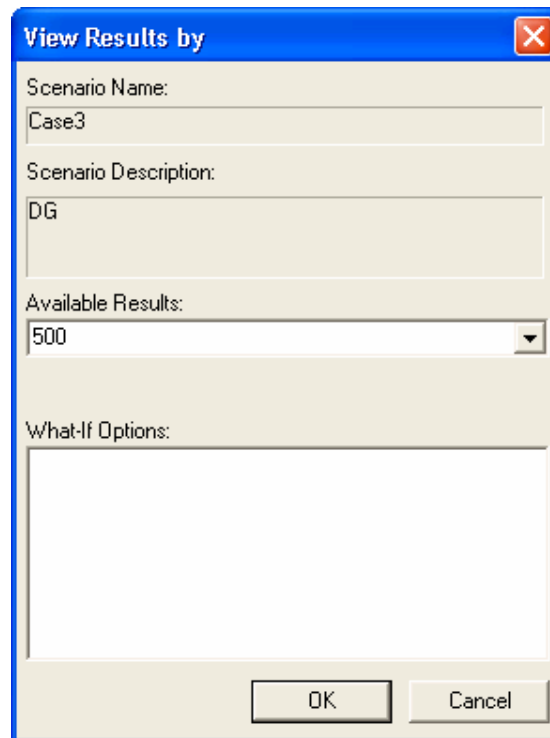 View Results by
Scenario Name:
Case3
Scenario Description:
DG
Available Results:
500
What-If Options:
OK
Cancel